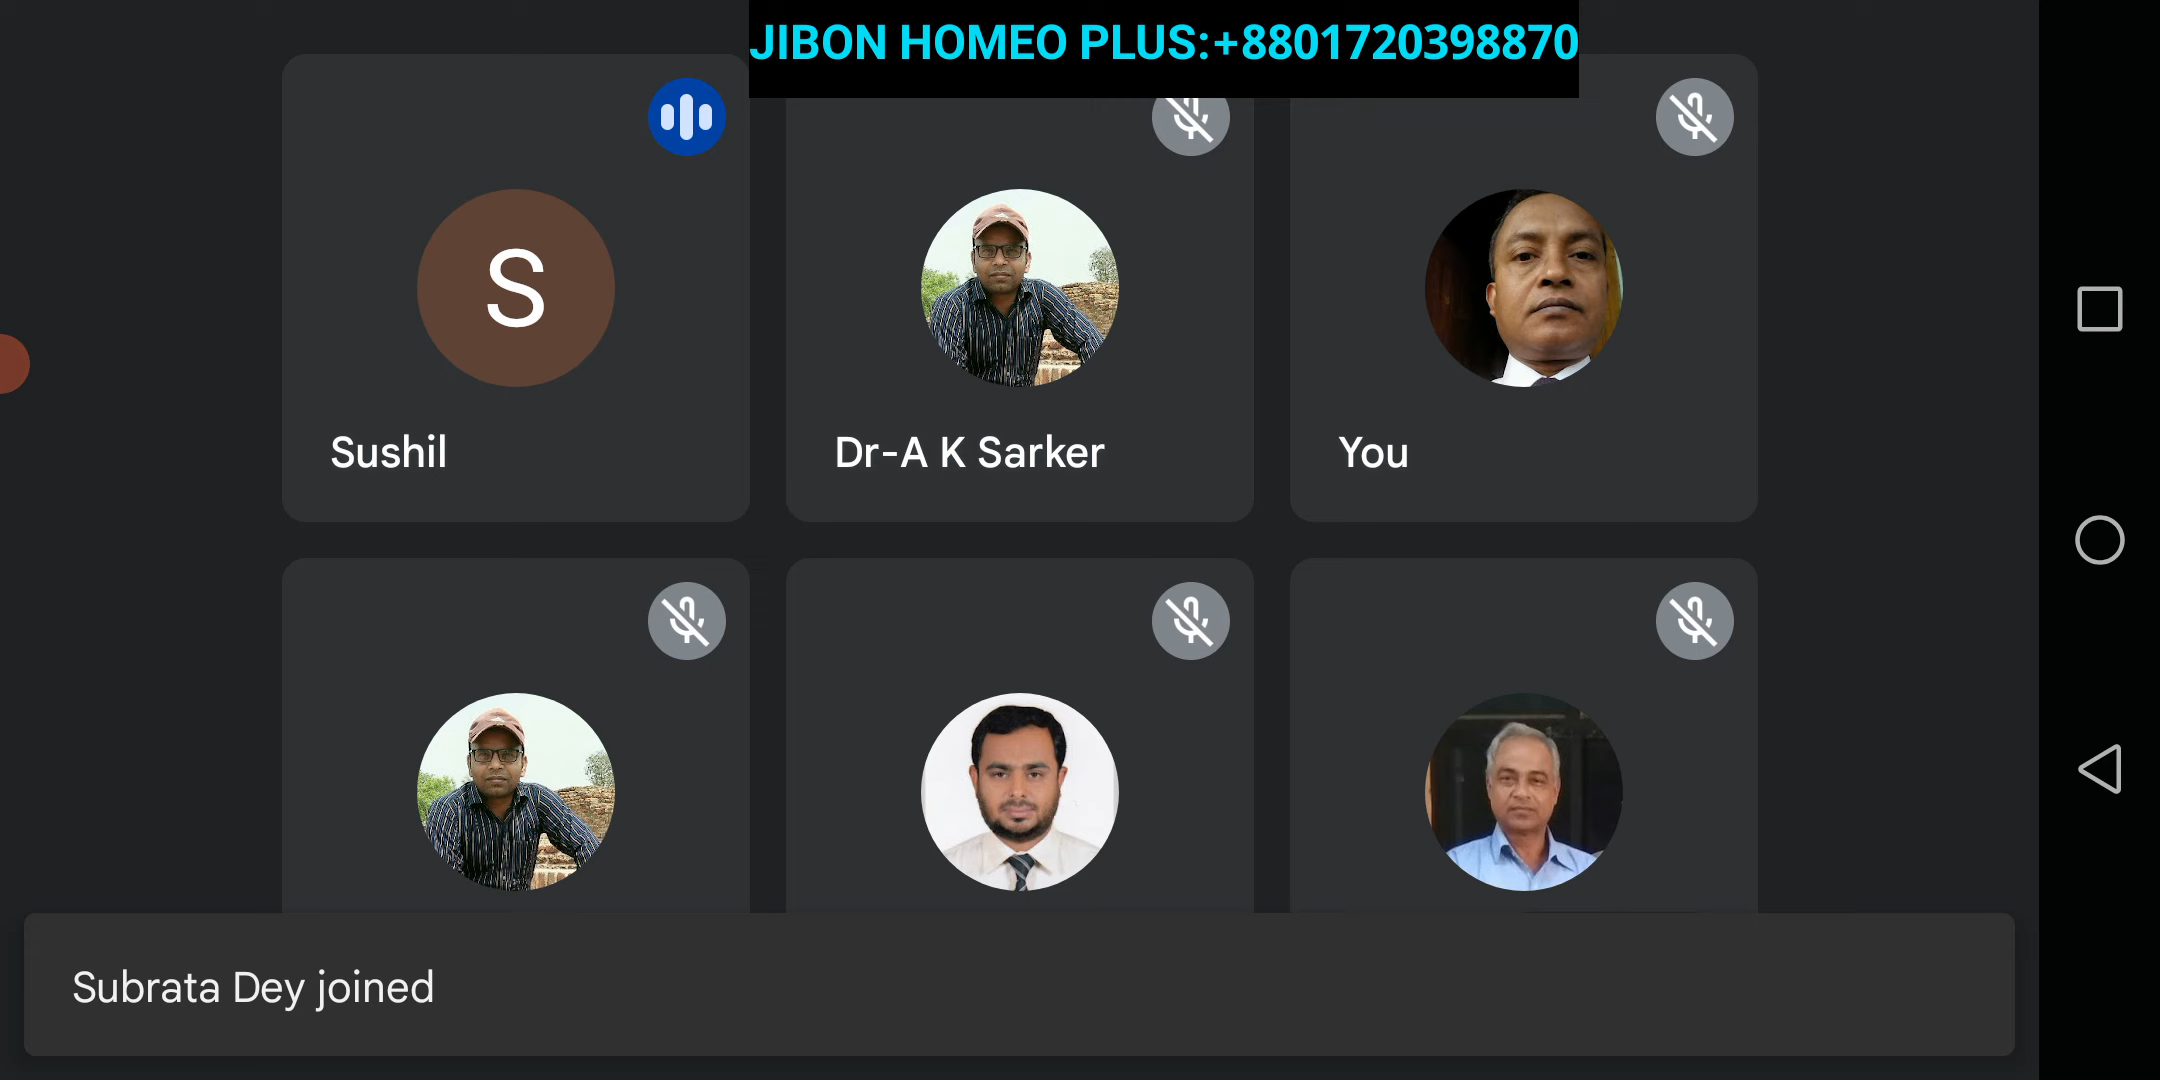 JIBON HOMEO PLUS:+8801720398870
S
Sushil
Dr-A K Sarker
You
Subrata Dey joined